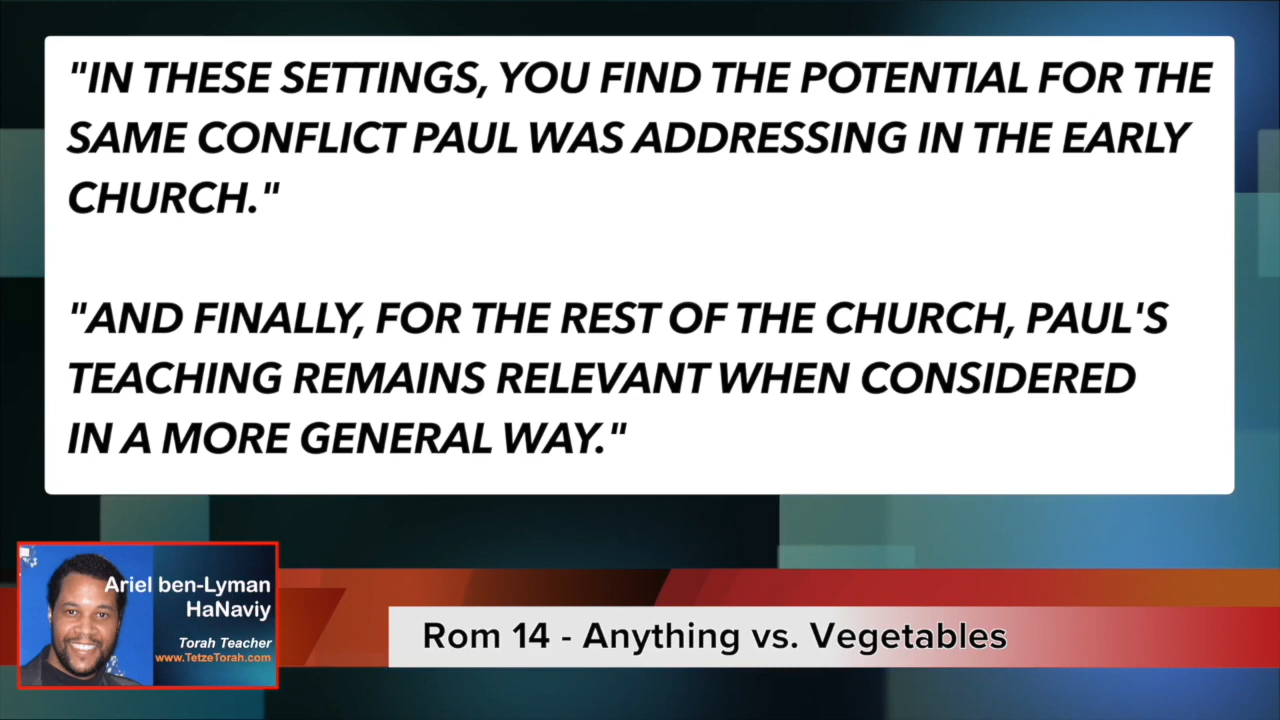 "IN THESE SETTINGS, YOU FIND THE POTENTIAL FOR THE
SAME CONFLICT PAUL WAS ADDRESSING IN THE EARLY
CHURCH."
"AND FINALLY, FOR THE REST OF THE CHURCH, PAUL'S
TEACHING REMAINS RELEVANT WHEN CONSIDERED
IN A MORE GENERAL WAY."
Ariel ben-Lyman
HaNaviy
Torah Teacher
www.TetzeTorah.com
Rom 14 - Anything vs. Vegetables